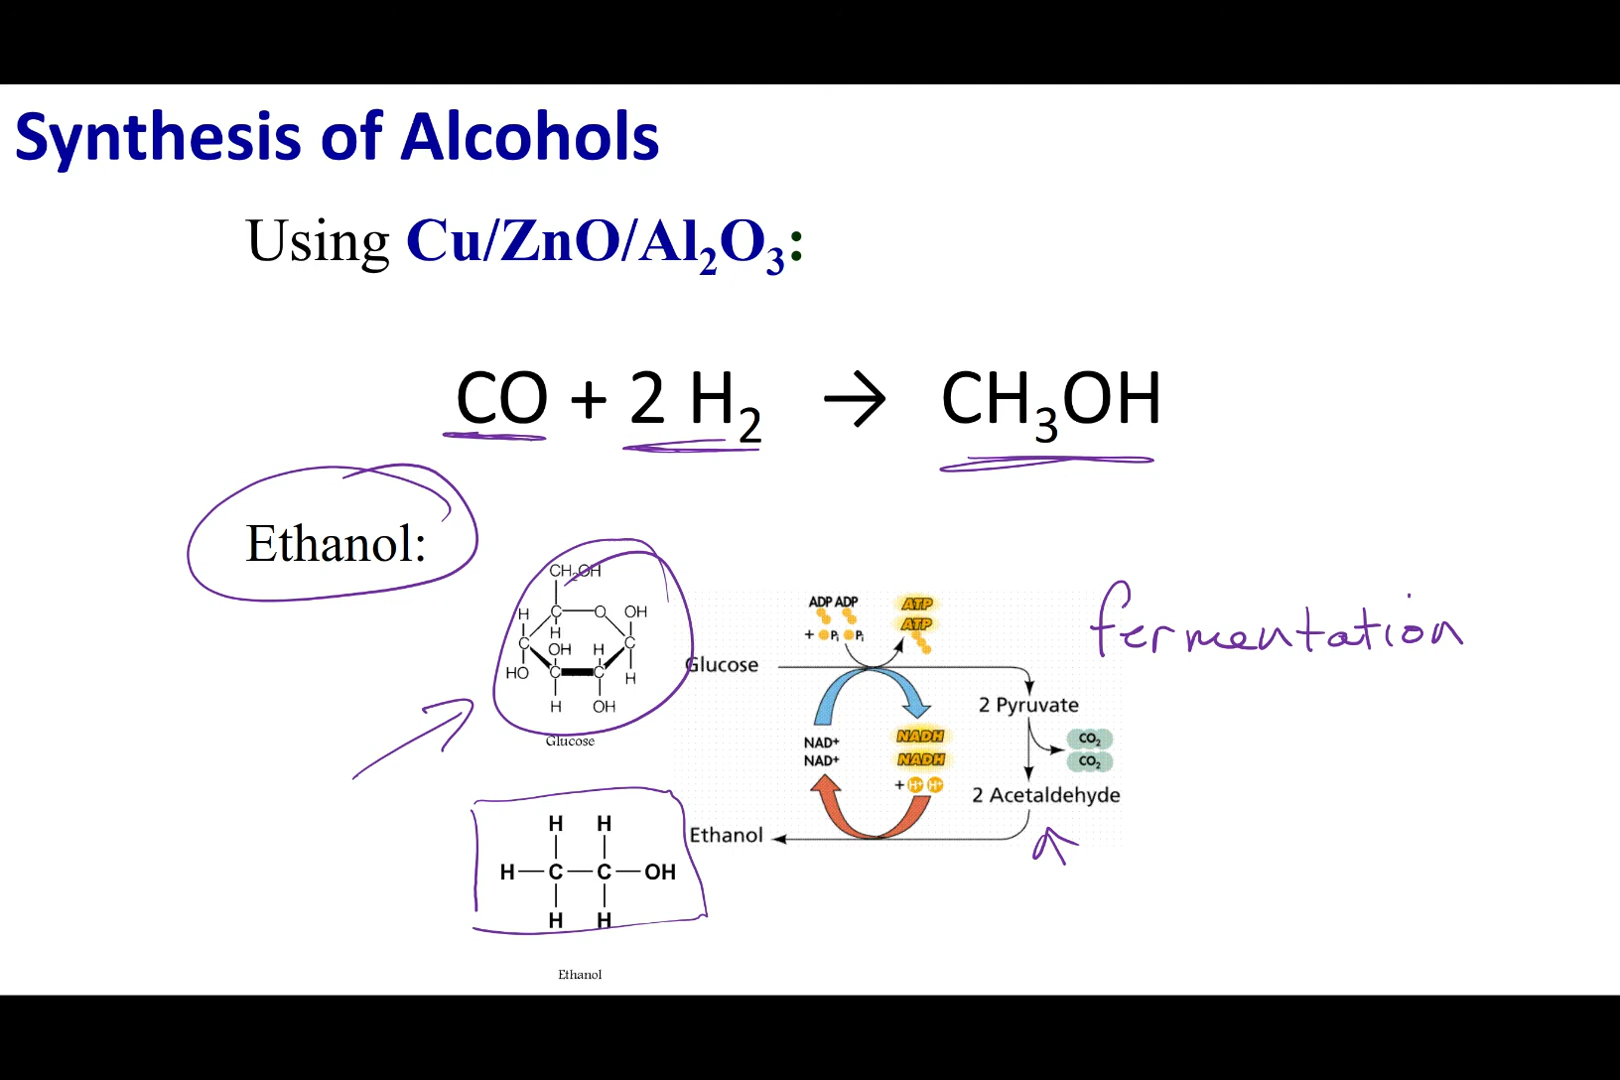 Synthesis of Alcohols
Using Cu/ZnO/Al₂O₃:
CO + 2 H₂ → CH₃OH
Ethanol:
CH₂OH
H C O OH
H
C OH H C
HO C C H
H OH
Glucose
ADP ADP
+ Pᵢ Pᵢ
ATP
ATP
Glucose
2 Pyruvate
NAD+
NAD+
NADH
NADH
+ H⁺ H⁺
CO₂
CO₂
2 Acetaldehyde
Ethanol
fermentation
H H
H—C—C—OH
H H
Ethanol